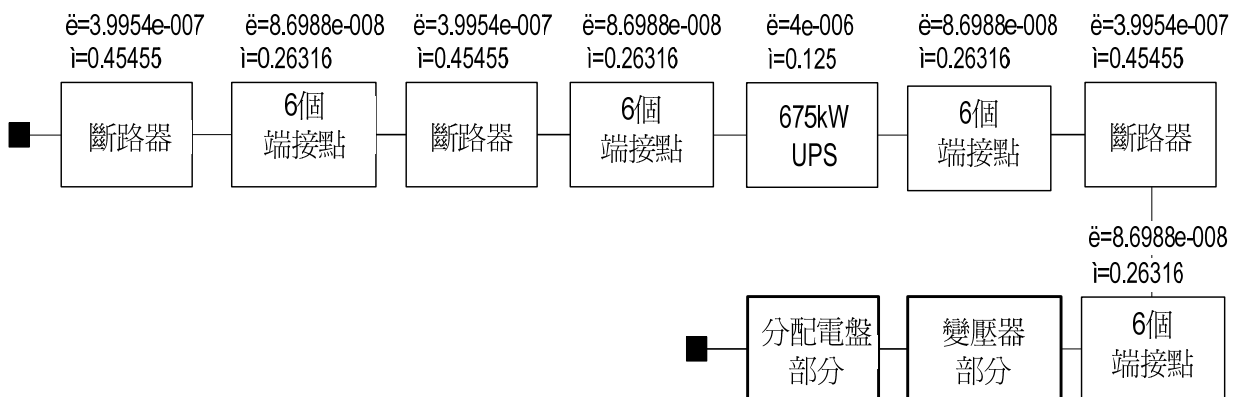 ë=3.9954e-007 ë=8.6988e-008 ë=3.9954e-007 ë=8.6988e-008 ë=4e-006 ë=8.6988e-008 ë=3.9954e-007
ì=0.45455 ì=0.26316 ì=0.45455 ì=0.26316 ì=0.125 ì=0.26316 ì=0.45455
斷路器
6個
端接點
斷路器
6個
端接點
675kW
UPS
6個
端接點
斷路器
ë=8.6988e-008
ì=0.26316
6個
端接點
變壓器
部分
分配電盤
部分